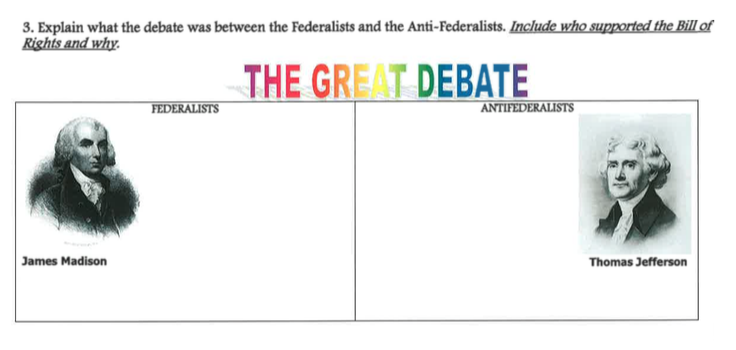 3. Explain what the debate was between the Federalists and the Anti-Federalists. Include who supported the Bill of
Rights and why.
THE GREAT DEBATE
FEDERALISTS
ANTIFEDERALISTS
James Madison
Thomas Jefferson